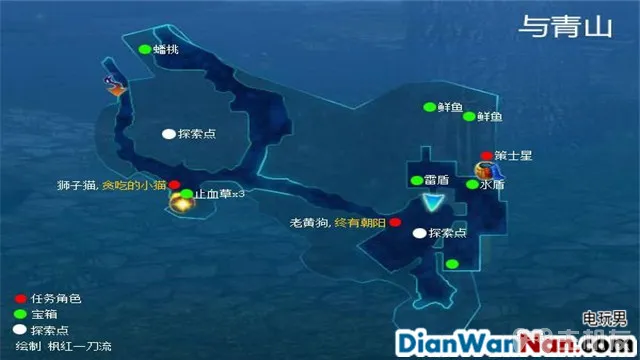 与青山
蟠桃
鲜鱼
鲜鱼
探索点
策士星
狮子猫,贪吃的小猫
止血草x3
雷盾
水盾
老黄狗,终有朝阳
探索点
任务角色
宝箱
探索点
绘制 枫红一刀流
电玩男
DianWanNan.com